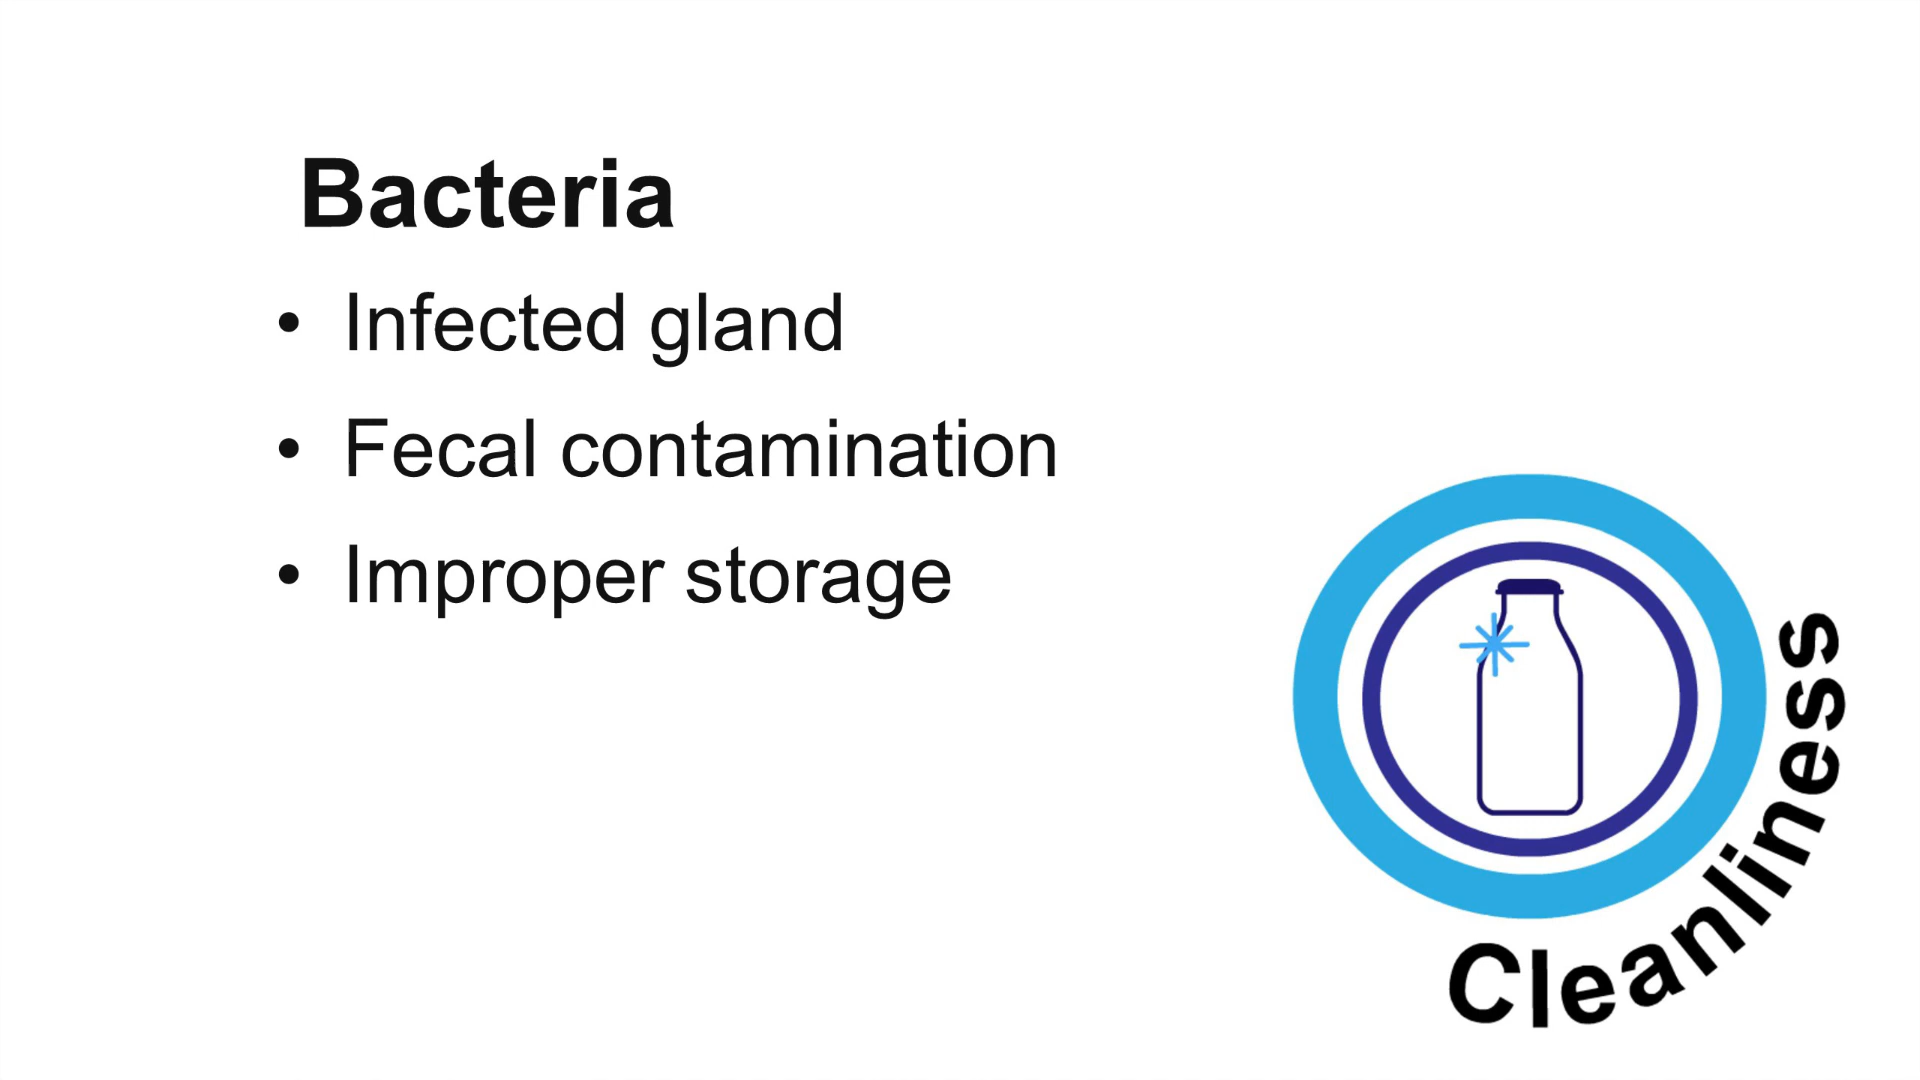 Bacteria
• Infected gland
• Fecal contamination
• Improper storage
Cleanliness